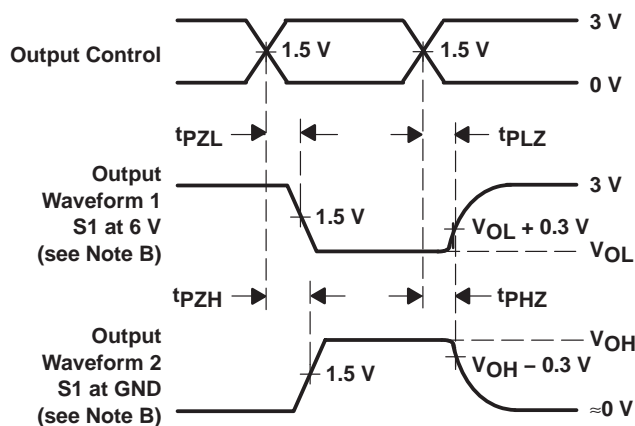 3 V
Output Control
1.5 V
1.5 V
0 V
tPZL
tPLZ
Output
Waveform 1
S1 at 6 V
(see Note B)
3 V
1.5 V
VOL + 0.3 V
VOL
tPZH
tPHZ
Output
Waveform 2
S1 at GND
(see Note B)
VOH
1.5 V
VOH − 0.3 V
≈0 V